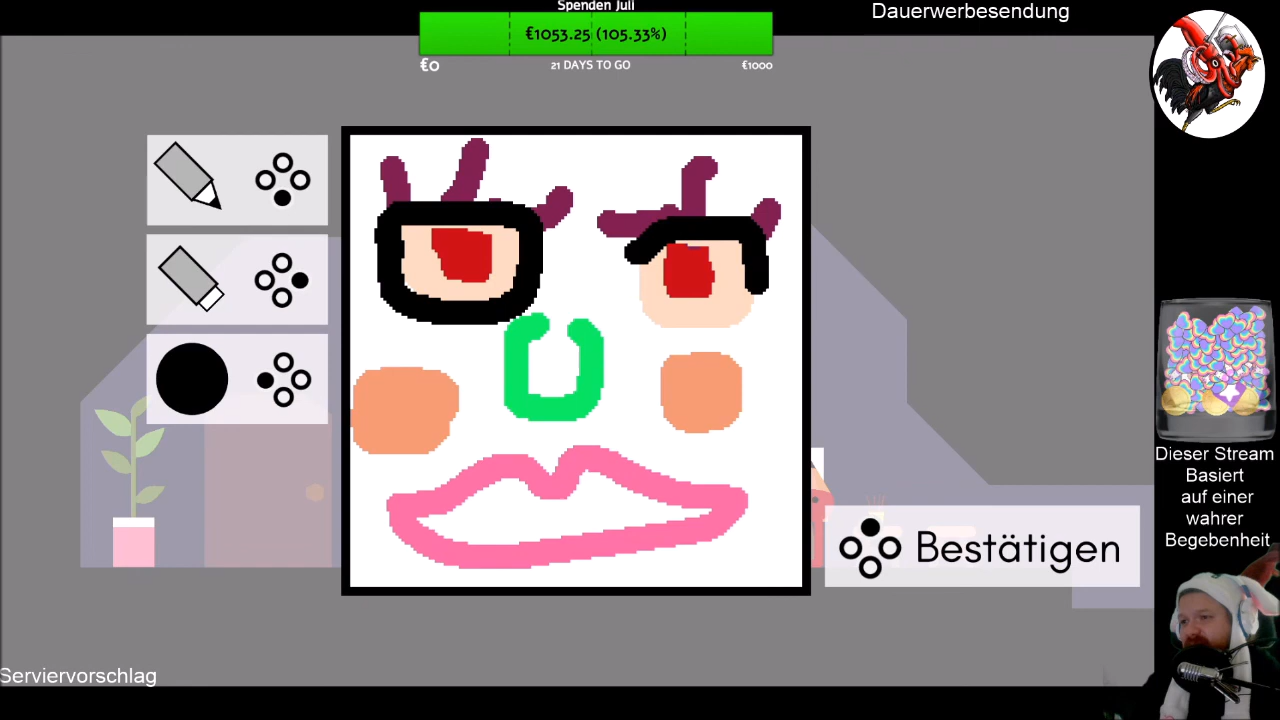 Spenden Juli
€1053.25 (105.33%)
€0
21 DAYS TO GO
€1000
Dauerwerbesendung
Bestätigen
Dieser Stream
Basiert
auf einer
wahrer
Begebenheit
Serviervorschlag